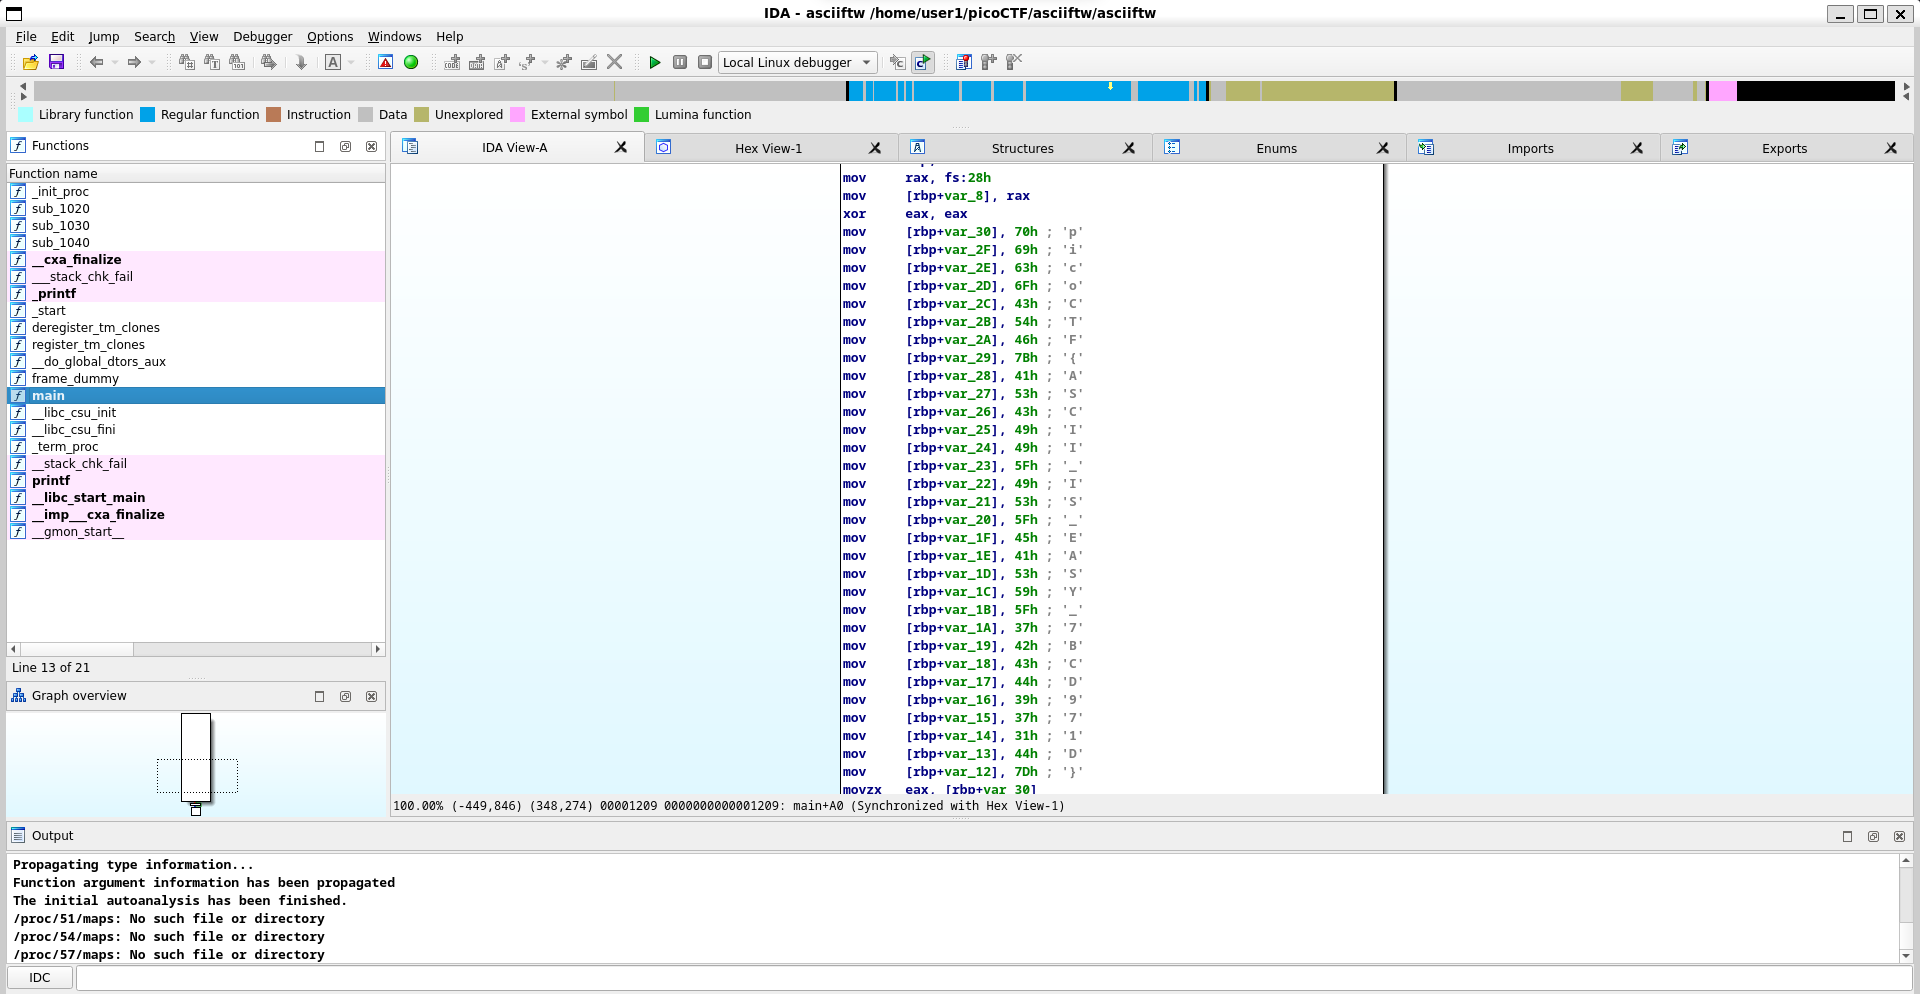 IDA - asciiftw /home/user1/picoCTF/asciiftw/asciiftw
File Edit Jump Search View Debugger Options Windows Help
Local Linux debugger
Library function Regular function Instruction Data Unexplored External symbol Lumina function
Functions
Function name
_init_proc
sub_1020
sub_1030
sub_1040
__cxa_finalize
___stack_chk_fail
_printf
_start
deregister_tm_clones
register_tm_clones
__do_global_dtors_aux
frame_dummy
main
__libc_csu_init
__libc_csu_fini
_term_proc
__stack_chk_fail
printf
__libc_start_main
__imp___cxa_finalize
__gmon_start__
Line 13 of 21
Graph overview
IDA View-A Hex View-1 Structures Enums Imports Exports
mov rax, fs:28h
mov [rbp+var_8], rax
xor eax, eax
mov [rbp+var_30], 70h ; 'p'
mov [rbp+var_2F], 69h ; 'i'
mov [rbp+var_2E], 63h ; 'c'
mov [rbp+var_2D], 6Fh ; 'o'
mov [rbp+var_2C], 43h ; 'C'
mov [rbp+var_2B], 54h ; 'T'
mov [rbp+var_2A], 46h ; 'F'
mov [rbp+var_29], 7Bh ; '{'
mov [rbp+var_28], 41h ; 'A'
mov [rbp+var_27], 53h ; 'S'
mov [rbp+var_26], 43h ; 'C'
mov [rbp+var_25], 49h ; 'I'
mov [rbp+var_24], 49h ; 'I'
mov [rbp+var_23], 5Fh ; '_'
mov [rbp+var_22], 49h ; 'I'
mov [rbp+var_21], 53h ; 'S'
mov [rbp+var_20], 5Fh ; '_'
mov [rbp+var_1F], 45h ; 'E'
mov [rbp+var_1E], 41h ; 'A'
mov [rbp+var_1D], 53h ; 'S'
mov [rbp+var_1C], 59h ; 'Y'
mov [rbp+var_1B], 5Fh ; '_'
mov [rbp+var_1A], 37h ; '7'
mov [rbp+var_19], 42h ; 'B'
mov [rbp+var_18], 43h ; 'C'
mov [rbp+var_17], 44h ; 'D'
mov [rbp+var_16], 39h ; '9'
mov [rbp+var_15], 37h ; '7'
mov [rbp+var_14], 31h ; '1'
mov [rbp+var_13], 44h ; 'D'
mov [rbp+var_12], 7Dh ; '}'
movzx eax, [rbp+var_30]
100.00% (-449,846) (348,274) 00001209 0000000000001209: main+A0 (Synchronized with Hex View-1)
Output
Propagating type information...
Function argument information has been propagated
The initial autoanalysis has been finished.
/proc/51/maps: No such file or directory
/proc/54/maps: No such file or directory
/proc/57/maps: No such file or directory
IDC